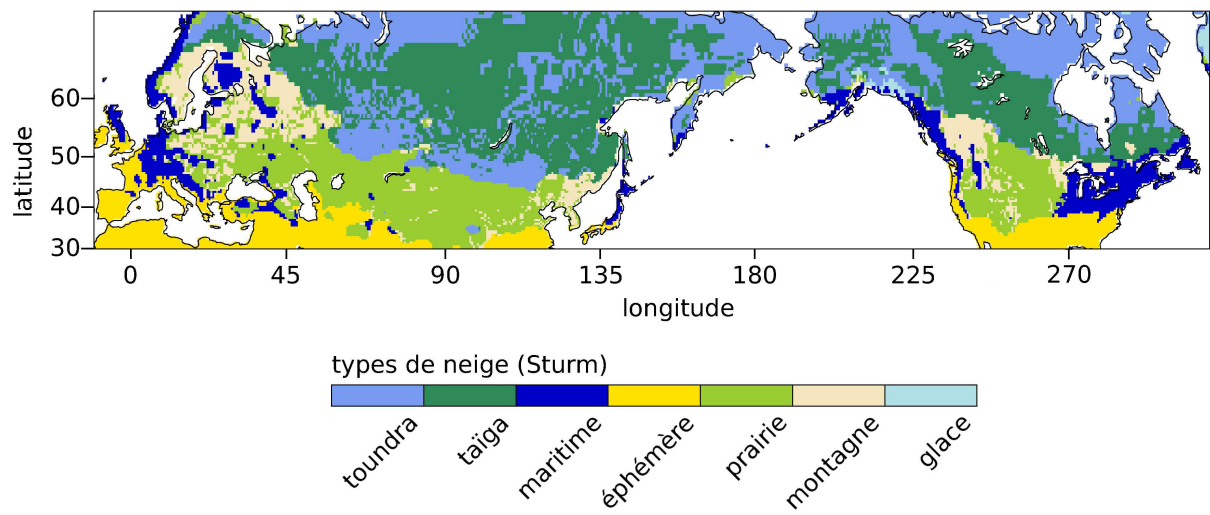 latitude
60
50
40
30
0 45 90 135 180 225 270
longitude
types de neige (Sturm)
toundra
taïga
maritime
éphémère
prairie
montagne
glace